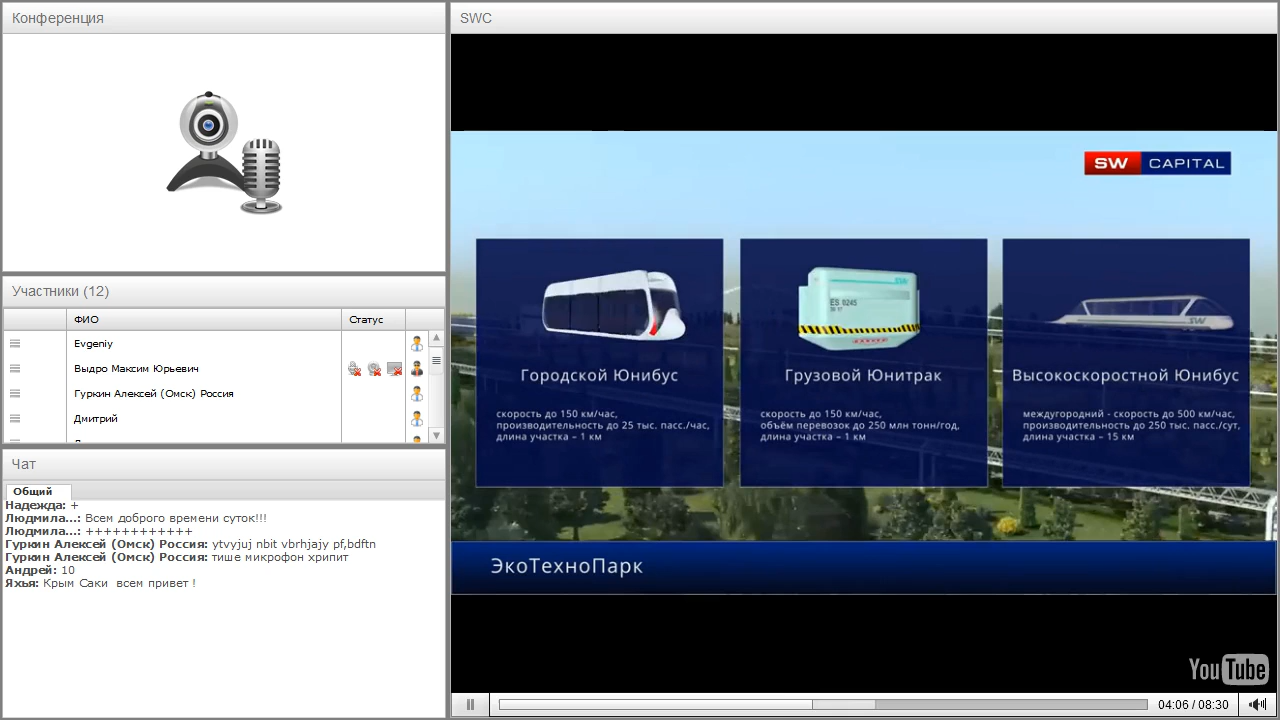 Конференция
Участники (12)
ФИО Статус
Evgeniy
Выдро Максим Юрьевич
Гуркин Алексей (Омск) Россия
Дмитрий
Чат
Общий
Надежда: +
Людмила...: Всем доброго времени суток!!!
Людмила...: ++++++++++++
Гуркин Алексей (Омск) Россия: ytvyjuj nbit vbrhjajy pf,bdftn
Гуркин Алексей (Омск) Россия: тише микрофон хрипит
Андрей: 10
Яхья: Крым Саки всем привет !
SWC
SW CAPITAL
SW
ES 0245
Городской Юнибус
скорость до 150 км/час,
производительность до 25 тыс. пасс./час,
длина участка – 1 км
Грузовой Юнитрак
скорость до 150 км/час,
объём перевозок до 250 млн тонн/год,
длина участка – 1 км
SW
Высокоскоростной Юнибус
междугородний - скорость до 500 км/час,
производительность до 250 тыс. пасс./сут,
длина участка – 15 км
ЭкоТехноПарк
YouTube
04:06 / 08:30